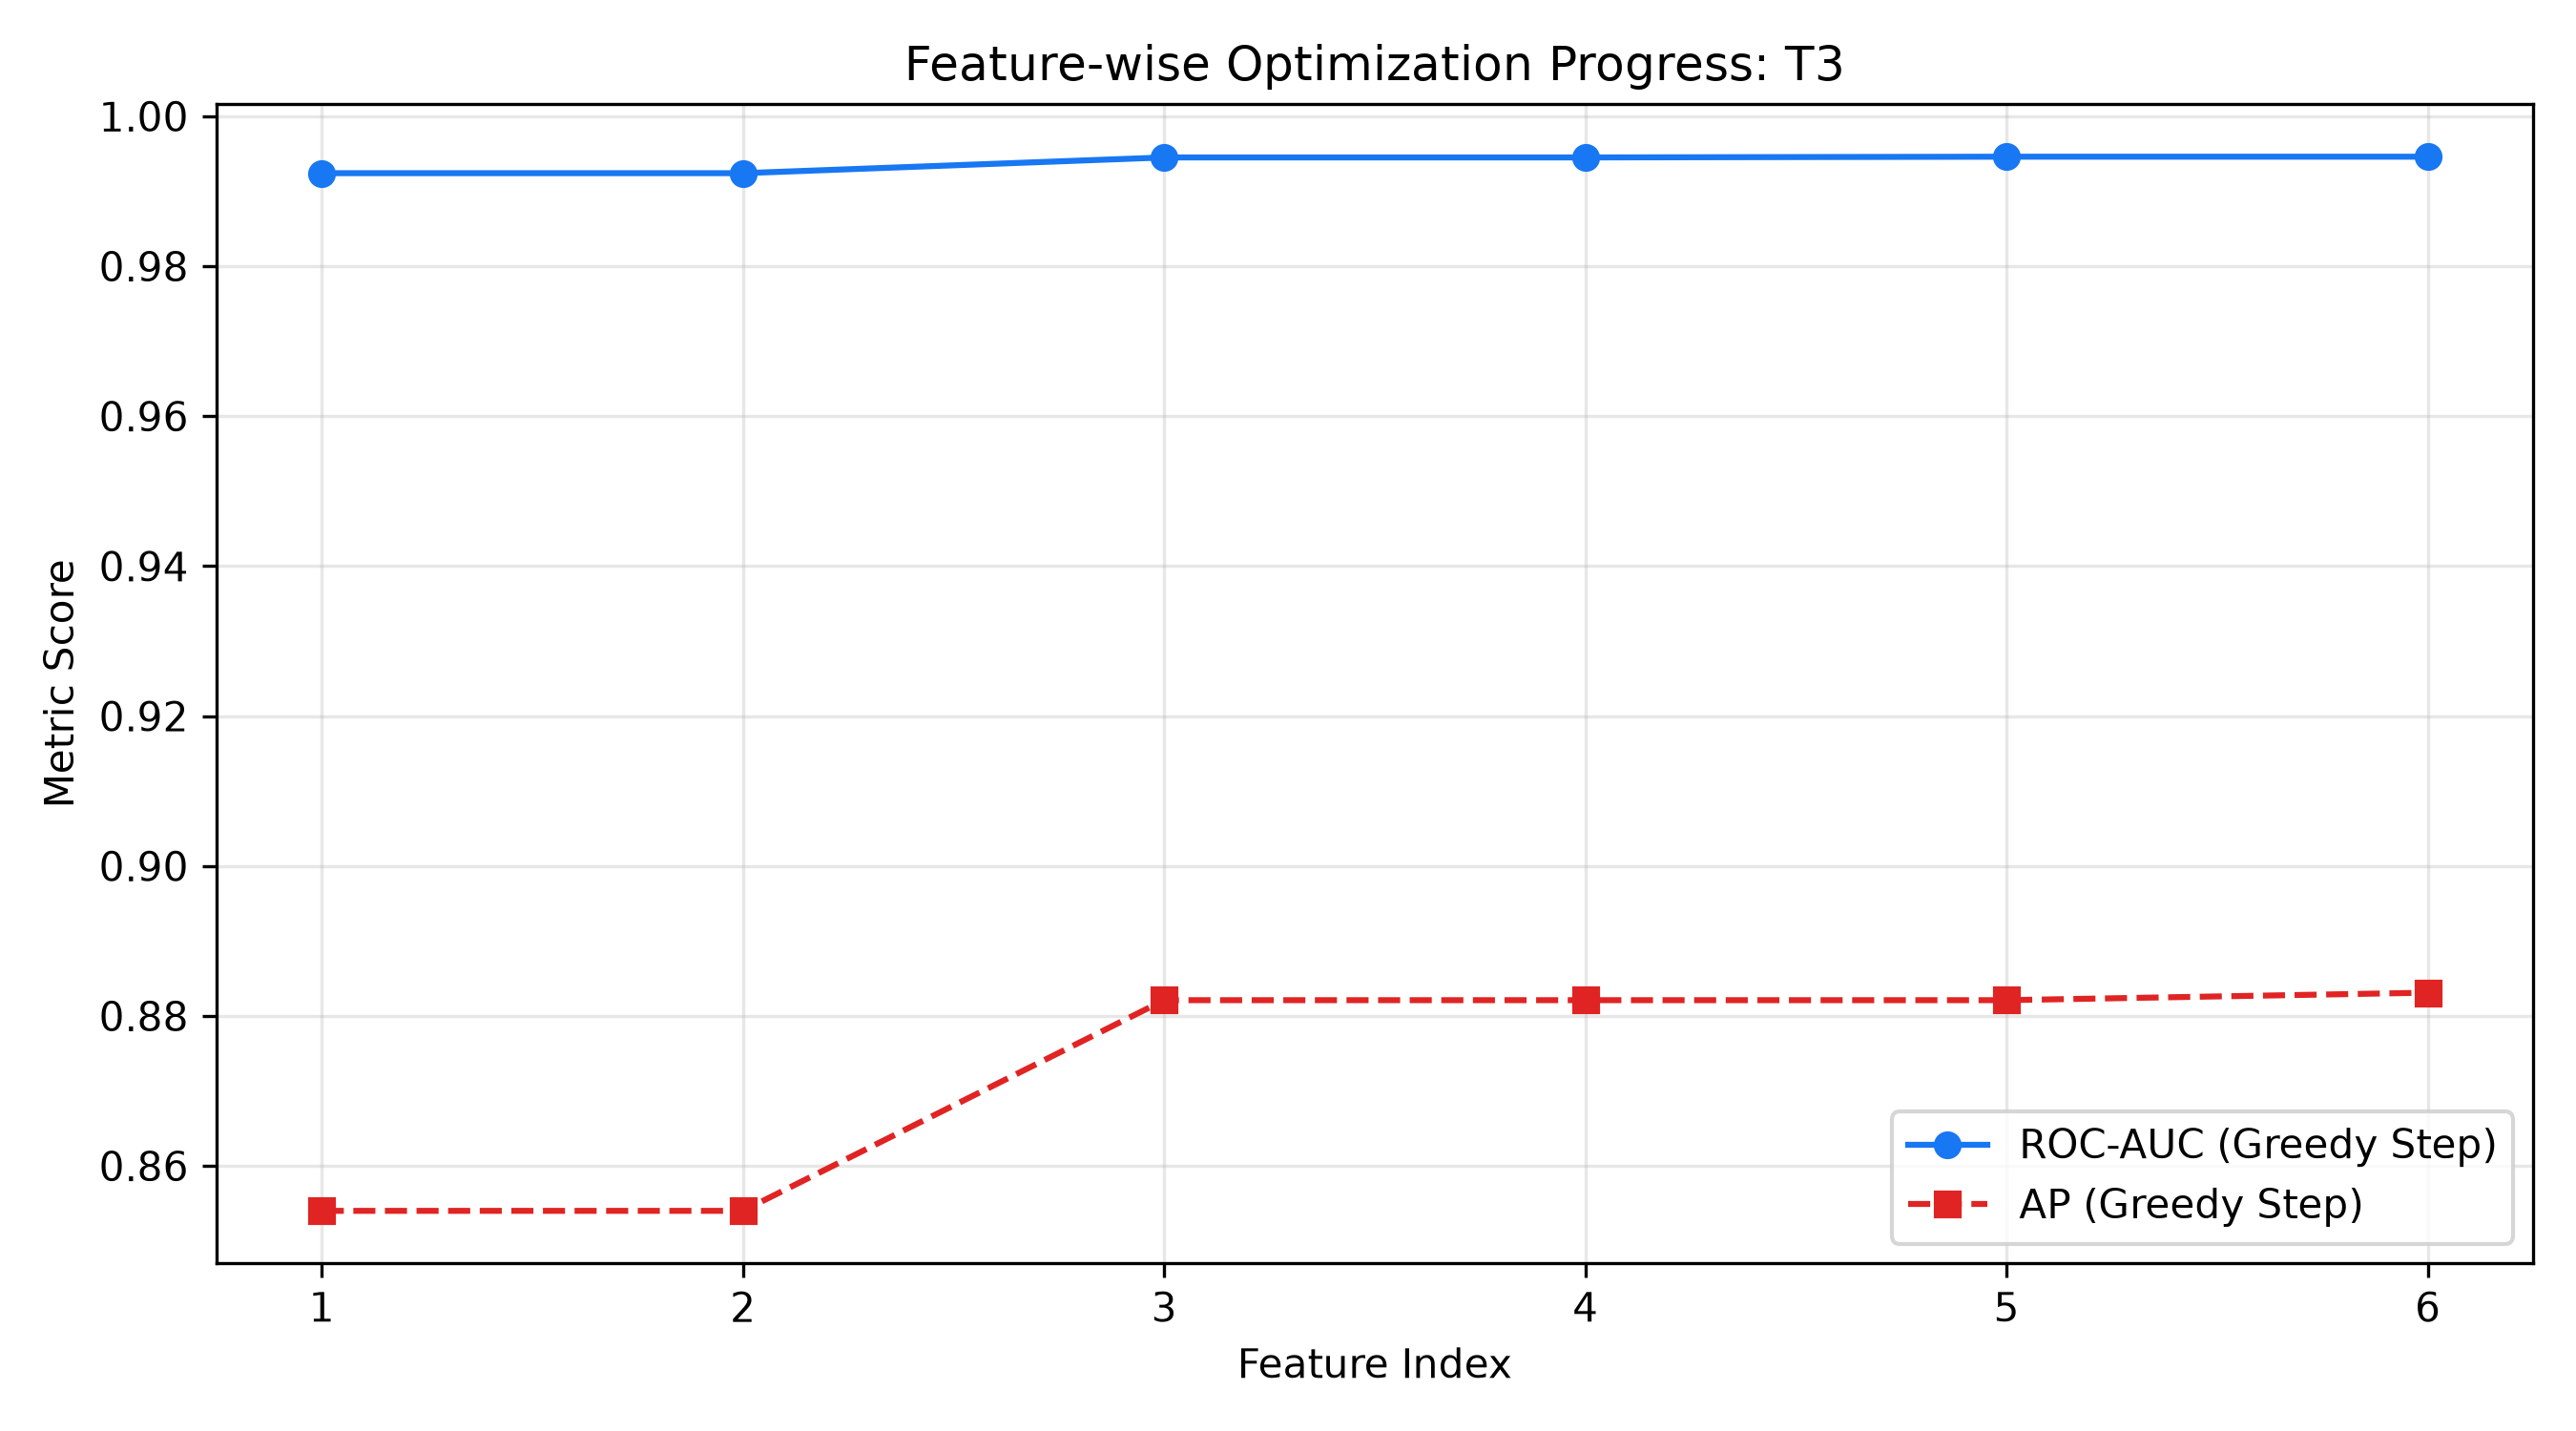 Feature-wise Optimization Progress: T3
1.00
0.98
0.96
0.94
0.92
0.90
0.88
0.86
Metric Score
ROC-AUC (Greedy Step)
AP (Greedy Step)
1 2 3 4 5 6
Feature Index